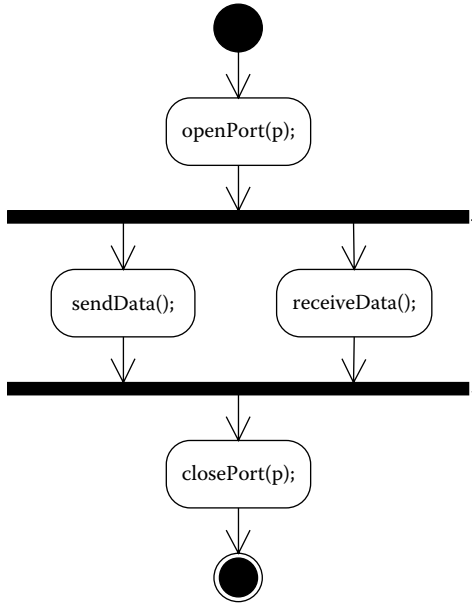 openPort(p);
sendData();
receiveData();
closePort(p);